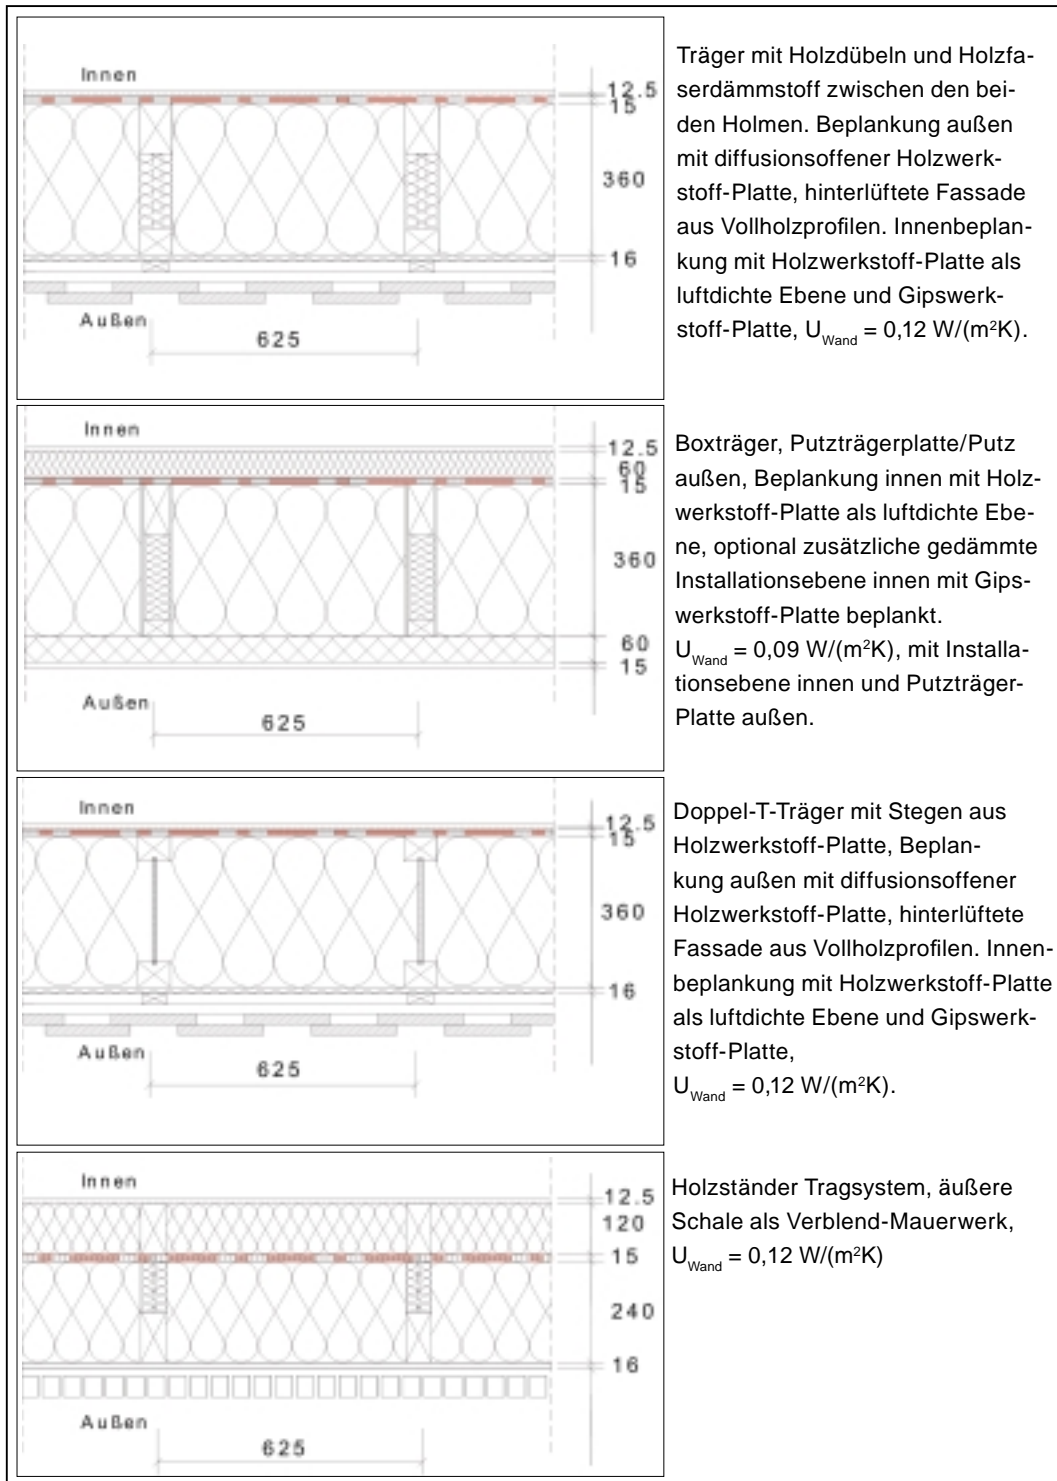 Innen
12.5
15
360
16
Außen
625
Träger mit Holzdübeln und Holzfa-
serdämmstoff zwischen den bei-
den Holmen. Beplankung außen
mit diffusionsoffener Holzwerk-
stoff-Platte, hinterlüftete Fassade
aus Vollholzprofilen. Innenbeplan-
kung mit Holzwerkstoff-Platte als
luftdichte Ebene und Gipswerk-
stoff-Platte, U_Wand = 0,12 W/(m²K).
Innen
12.5
60
15
360
60
15
Außen
625
Boxträger, Putzträgerplatte/Putz
außen, Beplankung innen mit Holz-
werkstoff-Platte als luftdichte Ebe-
ne, optional zusätzliche gedämmte
Installationsebene innen mit Gips-
werkstoff-Platte beplankt.
U_Wand = 0,09 W/(m²K), mit Installa-
tionsebene innen und Putzträger-
Platte außen.
Innen
12.5
15
360
16
Außen
625
Doppel-T-Träger mit Stegen aus
Holzwerkstoff-Platte, Beplan-
kung außen mit diffusionsoffener
Holzwerkstoff-Platte, hinterlüftete
Fassade aus Vollholzprofilen. Innen-
beplankung mit Holzwerkstoff-Platte
als luftdichte Ebene und Gipswerk-
stoff-Platte,
U_Wand = 0,12 W/(m²K).
Innen
12.5
120
15
240
16
Außen
625
Holzständer Tragsystem, äußere
Schale als Verblend-Mauerwerk,
U_Wand = 0,12 W/(m²K)